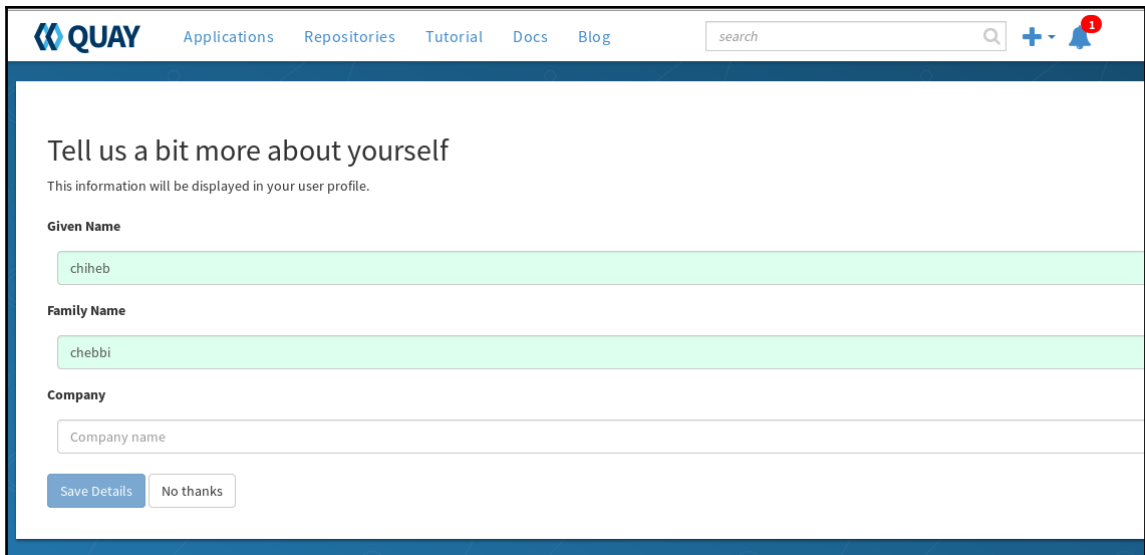 QUAY Applications Repositories Tutorial Docs Blog search 1
Tell us a bit more about yourself
This information will be displayed in your user profile.
Given Name
chiheb
Family Name
chebbi
Company
Company name
Save Details No thanks